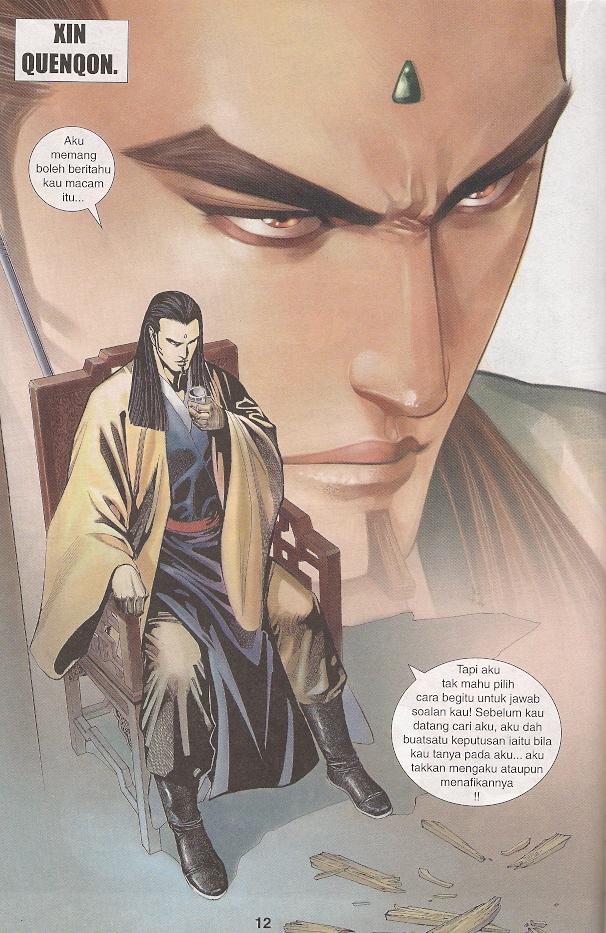 XIN
QUENQON.
Aku
memang
boleh beritahu
kau macam
itu...
Tapi aku
tak mahu pilih
cara begitu untuk jawab
soalan kau! Sebelum kau
datang cari aku, aku dah
buatsatu keputusan iaitu bila
kau tanya pada aku... aku
takkan mengaku ataupun
menafikannya
!!
12